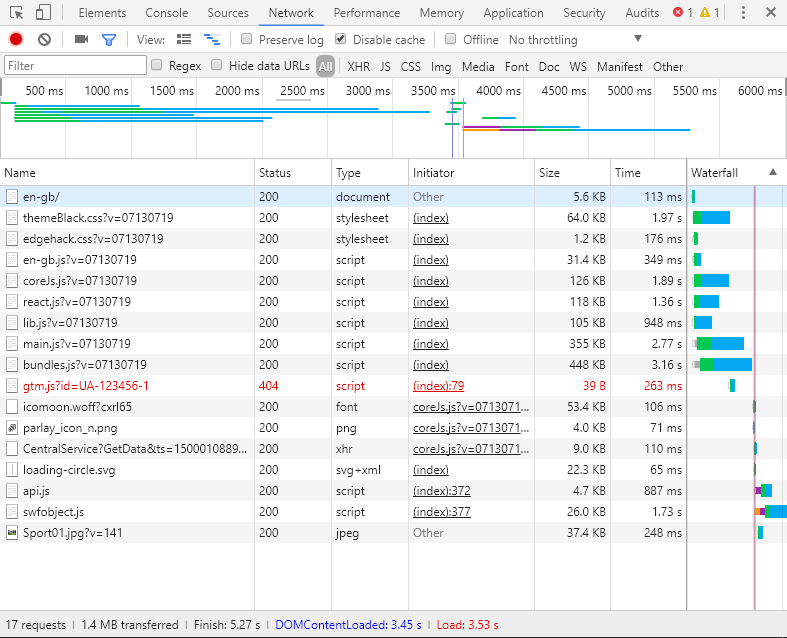 Elements Console Sources Network Performance Memory Application Security Audits 1 1
View: Preserve log Disable cache Offline No throttling
Filter Regex Hide data URLs All XHR JS CSS Img Media Font Doc WS Manifest Other
500 ms 1000 ms 1500 ms 2000 ms 2500 ms 3000 ms 3500 ms 4000 ms 4500 ms 5000 ms 5500 ms 6000 ms
Name Status Type Initiator Size Time Waterfall
en-gb/ 200 document Other 5.6 KB 113 ms
themeBlack.css?v=07130719 200 stylesheet (index) 64.0 KB 1.97 s
edgehack.css?v=07130719 200 stylesheet (index) 1.2 KB 176 ms
en-gb.js?v=07130719 200 script (index) 31.4 KB 349 ms
coreJs.js?v=07130719 200 script (index) 126 KB 1.89 s
react.js?v=07130719 200 script (index) 118 KB 1.36 s
lib.js?v=07130719 200 script (index) 105 KB 948 ms
main.js?v=07130719 200 script (index) 355 KB 2.77 s
bundles.js?v=07130719 200 script (index) 448 KB 3.16 s
gtm.js?id=UA-123456-1 404 script (index):79 39 B 263 ms
icomoon.woff?cxrl65 200 font coreJs.js?v=0713071... 53.4 KB 106 ms
parlay_icon_n.png 200 png coreJs.js?v=0713071... 4.0 KB 71 ms
CentralService?GetData&ts=1500010889... 200 xhr coreJs.js?v=0713071... 9.0 KB 110 ms
loading-circle.svg 200 svg+xml (index) 22.3 KB 65 ms
api.js 200 script (index):372 4.7 KB 887 ms
swfobject.js 200 script (index):377 26.0 KB 1.73 s
Sport01.jpg?v=141 200 jpeg Other 37.4 KB 248 ms
17 requests | 1.4 MB transferred | Finish: 5.27 s | DOMContentLoaded: 3.45 s | Load: 3.53 s